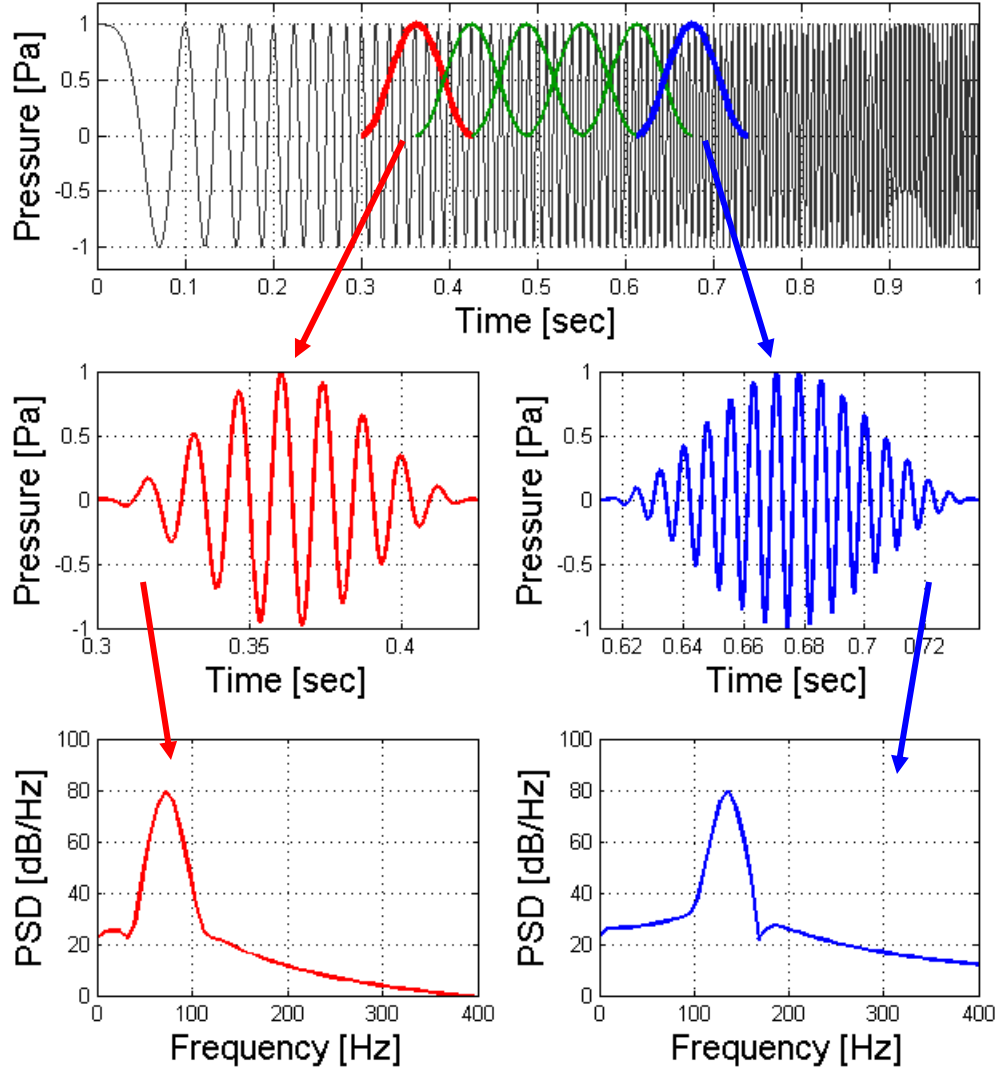 Pressure [Pa]
1
0.5
0
-0.5
-1
0 0.1 0.2 0.3 0.4 0.5 0.6 0.7 0.8 0.9 1
Time [sec]
Pressure [Pa]
1
0.5
0
-0.5
-1
0.3 0.35 0.4
Time [sec]
Pressure [Pa]
1
0.5
0
-0.5
-1
0.62 0.64 0.66 0.68 0.7 0.72
Time [sec]
PSD [dB/Hz]
100
80
60
40
20
0
0 100 200 300 400
Frequency [Hz]
PSD [dB/Hz]
100
80
60
40
20
0
0 100 200 300 400
Frequency [Hz]